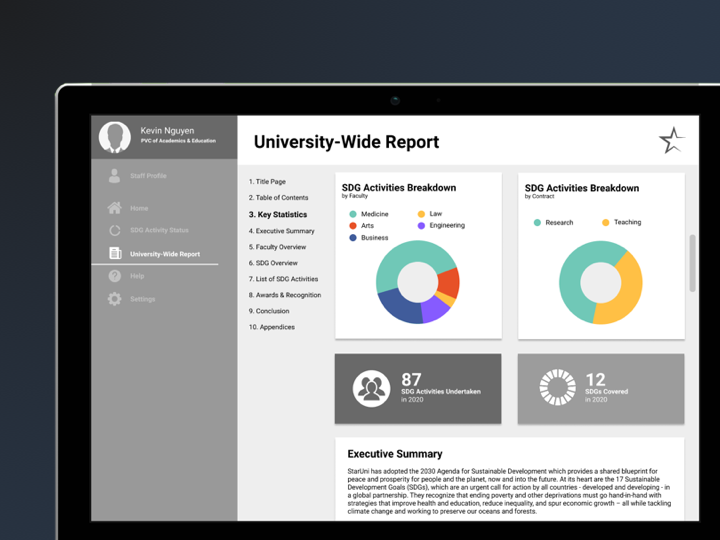 Kevin Nguyen
PVC of Academics & Education
Staff Profile
Home
SDG Activity Status
University-Wide Report
Help
Settings
University-Wide Report
1. Title Page
2. Table of Contents
3. Key Statistics
4. Executive Summary
5. Faculty Overview
6. SDG Overview
7. List of SDG Activities
8. Awards & Recognition
9. Conclusion
10. Appendices
SDG Activities Breakdown
by Faculty
Medicine
Law
Arts
Engineering
Business
SDG Activities Breakdown
by Contract
Research
Teaching
87
SDG Activities Undertaken
in 2020
12
SDGs Covered
in 2020
Executive Summary
StarUni has adopted the 2030 Agenda for Sustainable Development which provides a shared blueprint for
peace and prosperity for people and the planet, now and into the future. At its heart are the 17 Sustainable
Development Goals (SDGs), which are an urgent call for action by all countries - developed and developing - in
a global partnership. They recognize that ending poverty and other deprivations must go hand-in-hand with
strategies that improve health and education, reduce inequality, and spur economic growth – all while tackling
climate change and working to preserve our oceans and forests.